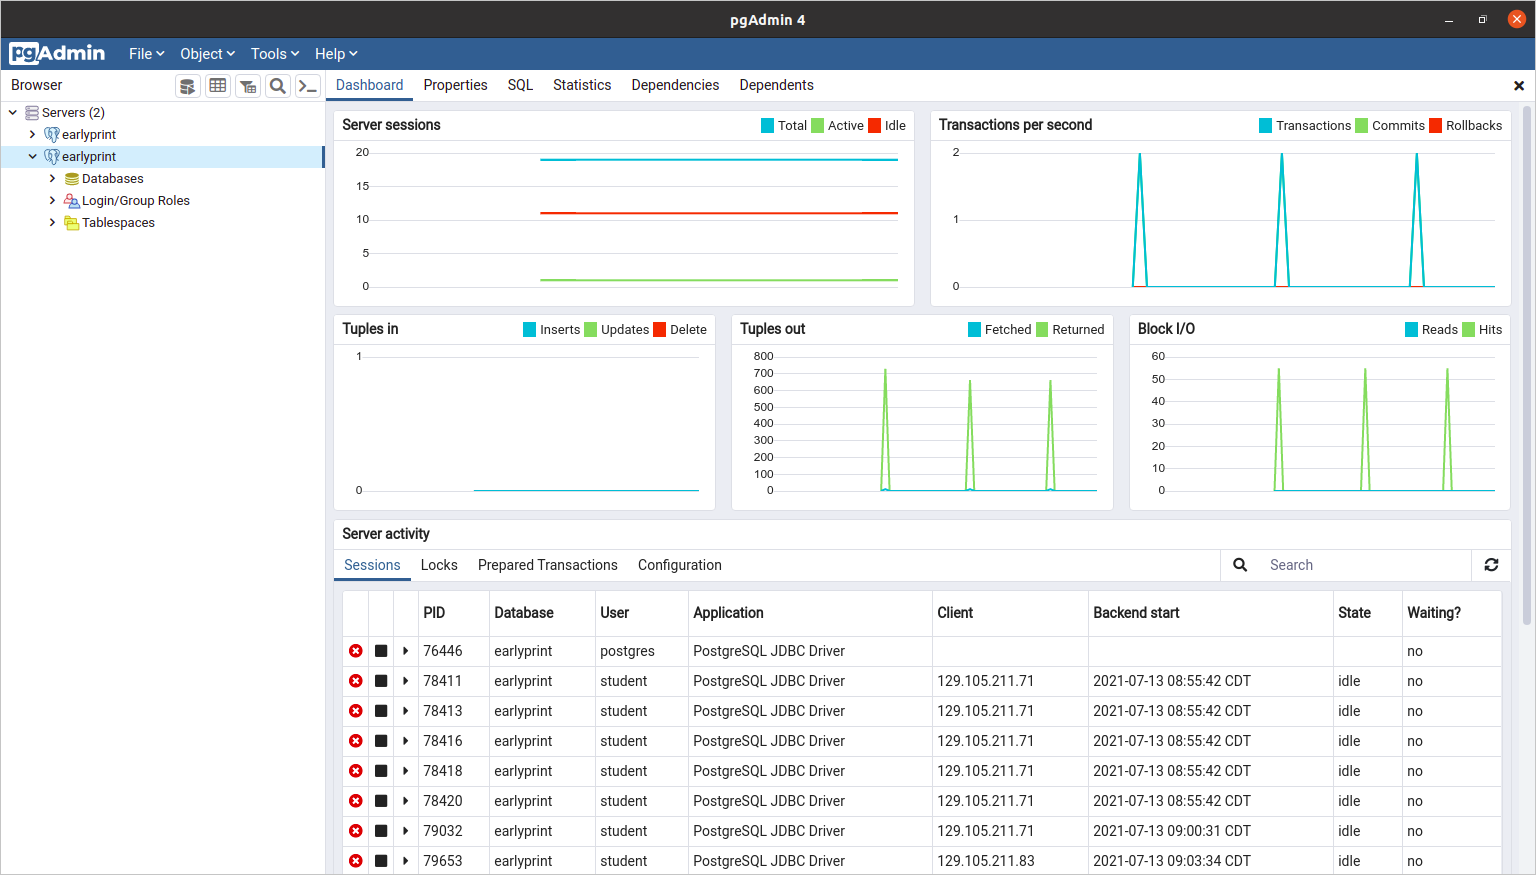 pgAdmin 4
pgAdmin File Object Tools Help
Browser Dashboard Properties SQL Statistics Dependencies Dependents
Servers (2)
earlyprint
earlyprint
Databases
Login/Group Roles
Tablespaces
Server sessions Total Active Idle
20
15
10
5
0
Transactions per second Transactions Commits Rollbacks
2
1
0
Tuples in Inserts Updates Delete
1
0
Tuples out Fetched Returned
800
700
600
500
400
300
200
100
0
Block I/O Reads Hits
60
50
40
30
20
10
0
Server activity
Sessions Locks Prepared Transactions Configuration Search
PID Database User Application Client Backend start State Waiting?
76446 earlyprint postgres PostgreSQL JDBC Driver no
78411 earlyprint student PostgreSQL JDBC Driver 129.105.211.71 2021-07-13 08:55:42 CDT idle no
78413 earlyprint student PostgreSQL JDBC Driver 129.105.211.71 2021-07-13 08:55:42 CDT idle no
78416 earlyprint student PostgreSQL JDBC Driver 129.105.211.71 2021-07-13 08:55:42 CDT idle no
78418 earlyprint student PostgreSQL JDBC Driver 129.105.211.71 2021-07-13 08:55:42 CDT idle no
78420 earlyprint student PostgreSQL JDBC Driver 129.105.211.71 2021-07-13 08:55:42 CDT idle no
79032 earlyprint student PostgreSQL JDBC Driver 129.105.211.71 2021-07-13 09:00:31 CDT idle no
79653 earlyprint student PostgreSQL JDBC Driver 129.105.211.83 2021-07-13 09:03:34 CDT idle no